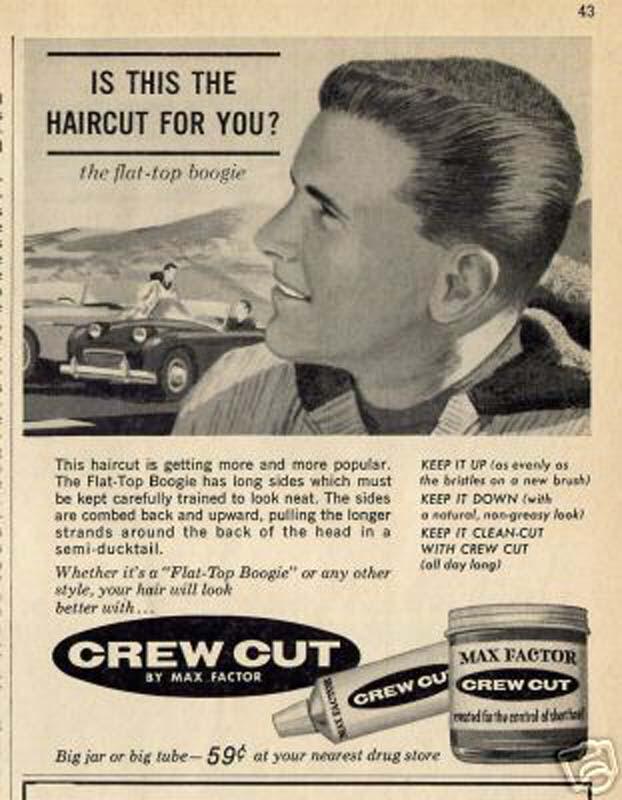 43
IS THIS THE
HAIRCUT FOR YOU?
the flat-top boogie
This haircut is getting more and more popular.
The Flat-Top Boogie has long sides which must
be kept carefully trained to look neat. The sides
are combed back and upward, pulling the longer
strands around the back of the head in a
semi-ducktail.
Whether it's a "Flat-Top Boogie" or any other
style, your hair will look
better with...
KEEP IT UP (as evenly as
the bristles on a new brush)
KEEP IT DOWN (with
a natural, non-greasy look)
KEEP IT CLEAN-CUT
WITH CREW CUT
(all day long)
CREW CUT
BY MAX FACTOR
MAX FACTOR
CREW CU
MAX FACTOR
CREW CUT
created for the control of short hair
Big jar or big tube—59¢ at your nearest drug store